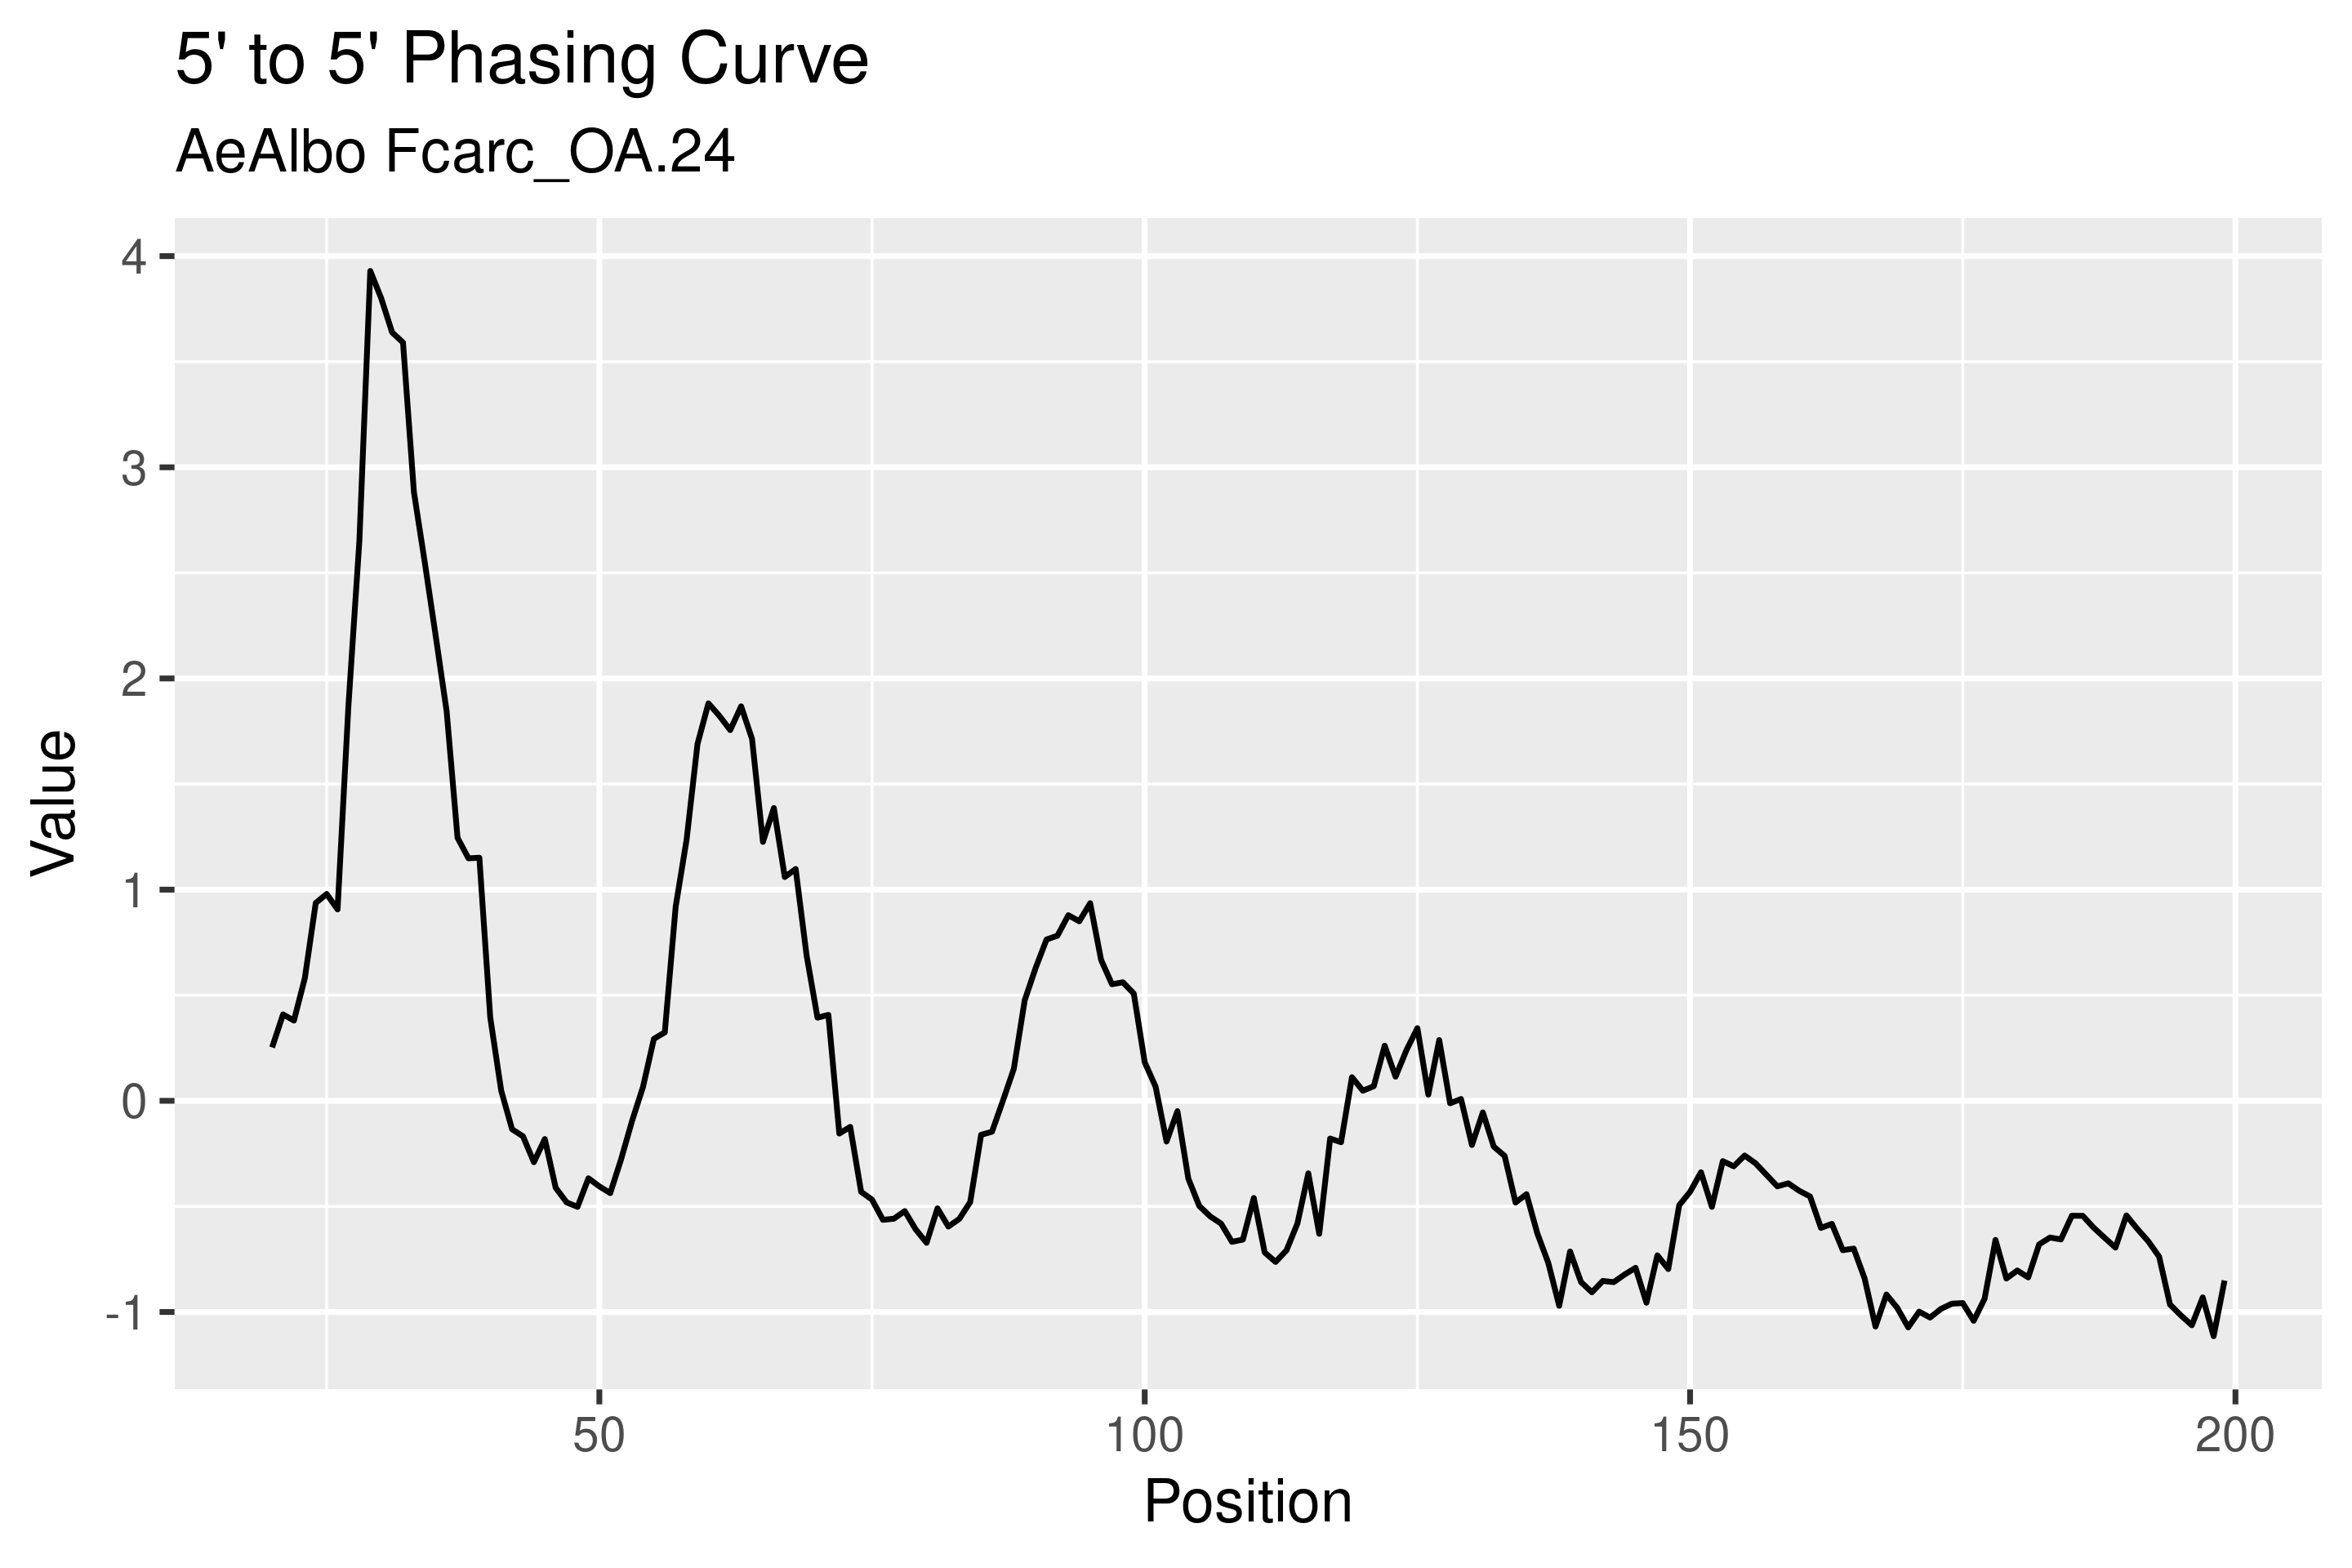 5' to 5' Phasing Curve
AeAlbo Fcarc_OA.24
4
3
2
1
0
-1
Value
50 100 150 200
Position